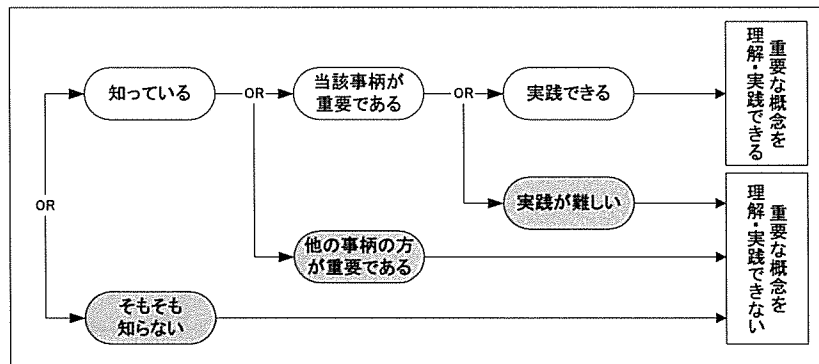 知っている
OR
当該事柄が
重要である
OR
実践できる
重要な概念を
理解・実践できる
OR
実践が難しい
他の事柄の方
が重要である
そもそも
知らない
重要な概念を
理解・実践できない